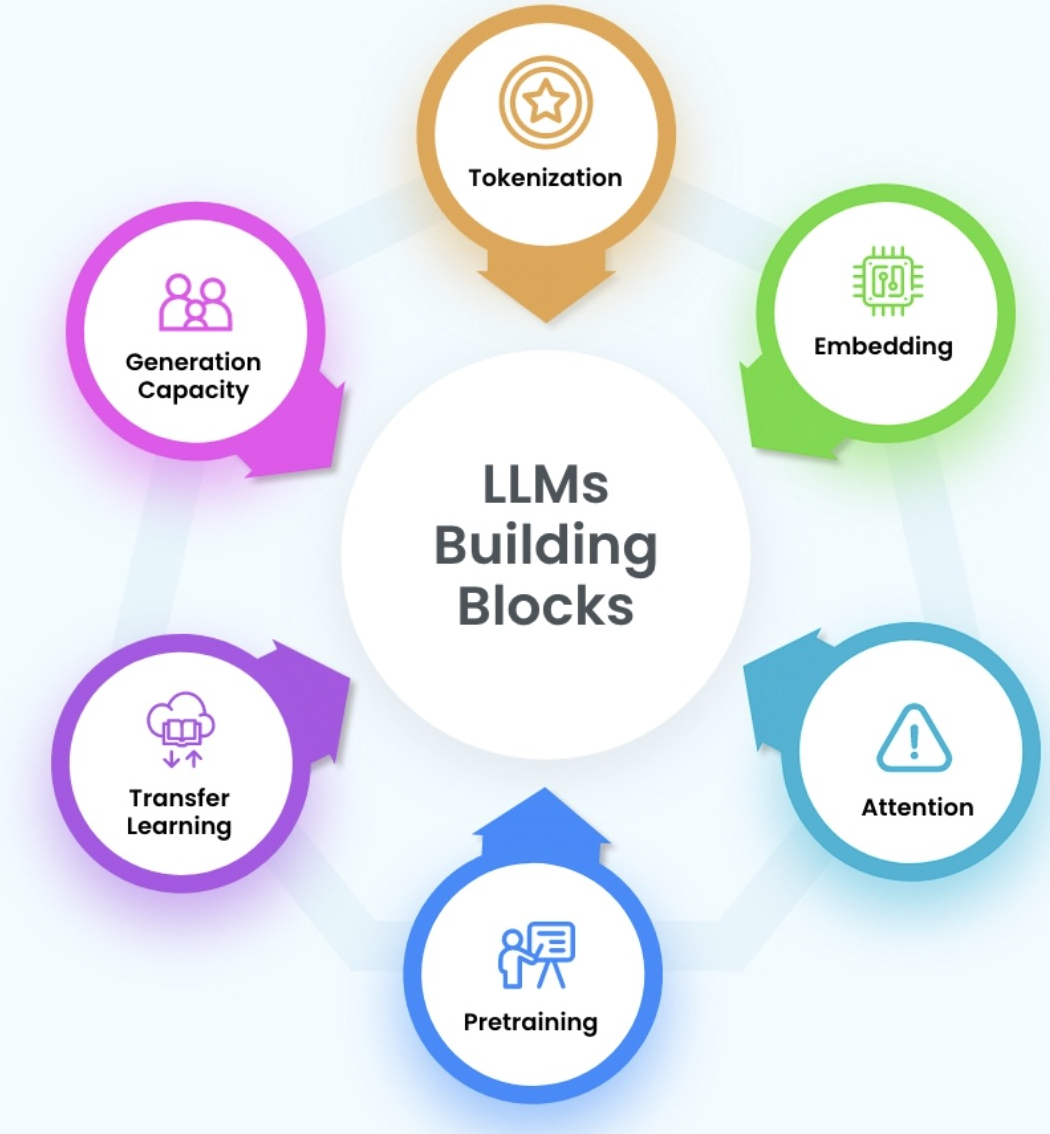 Tokenization
Embedding
Generation
Capacity
LLMs
Building
Blocks
Transfer
Learning
Attention
Pretraining